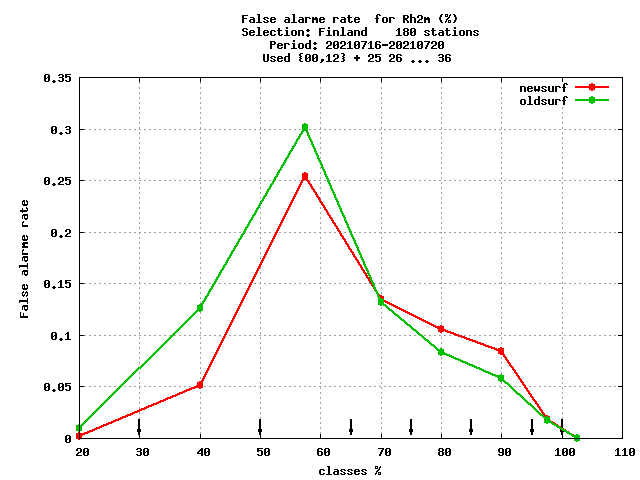 False alarme rate  for Rh2m (%)
Selection: Finland    180 stations
Period: 20210716-20210720
Used {00,12} + 25 26 ... 36
newsurf
oldsurf
False alarme rate
0.35
0.3
0.25
0.2
0.15
0.1
0.05
0
20 30 40 50 60 70 80 90 100 110
classes %